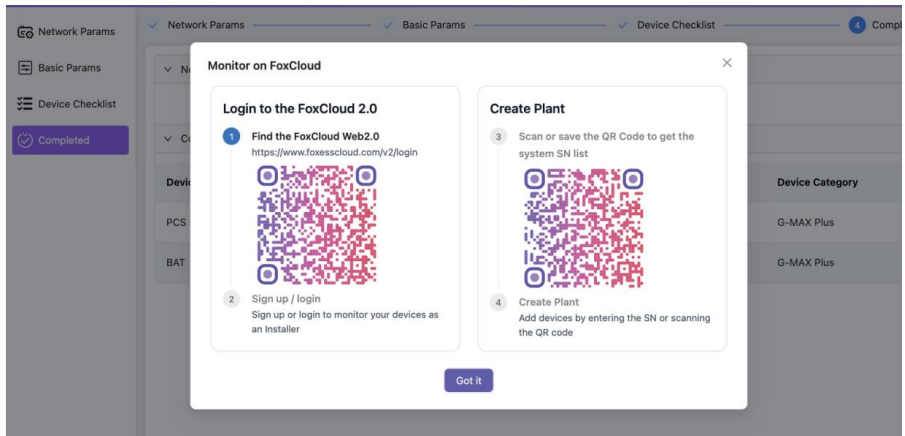 Network Params
Basic Params
Device Checklist
Completed
Network Params
Basic Params
Device Checklist
4
Monitor on FoxCloud
Login to the FoxCloud 2.0
1
Find the FoxCloud Web2.0
https://www.foxesscloud.com/v2/login
2
Sign up / login
Sign up or login to monitor your devices as
an Installer
Create Plant
3
Scan or save the QR Code to get the
system SN list
4
Create Plant
Add devices by entering the SN or scanning
the QR code
Got it
Device Category
PCS
G-MAX Plus
BAT
G-MAX Plus